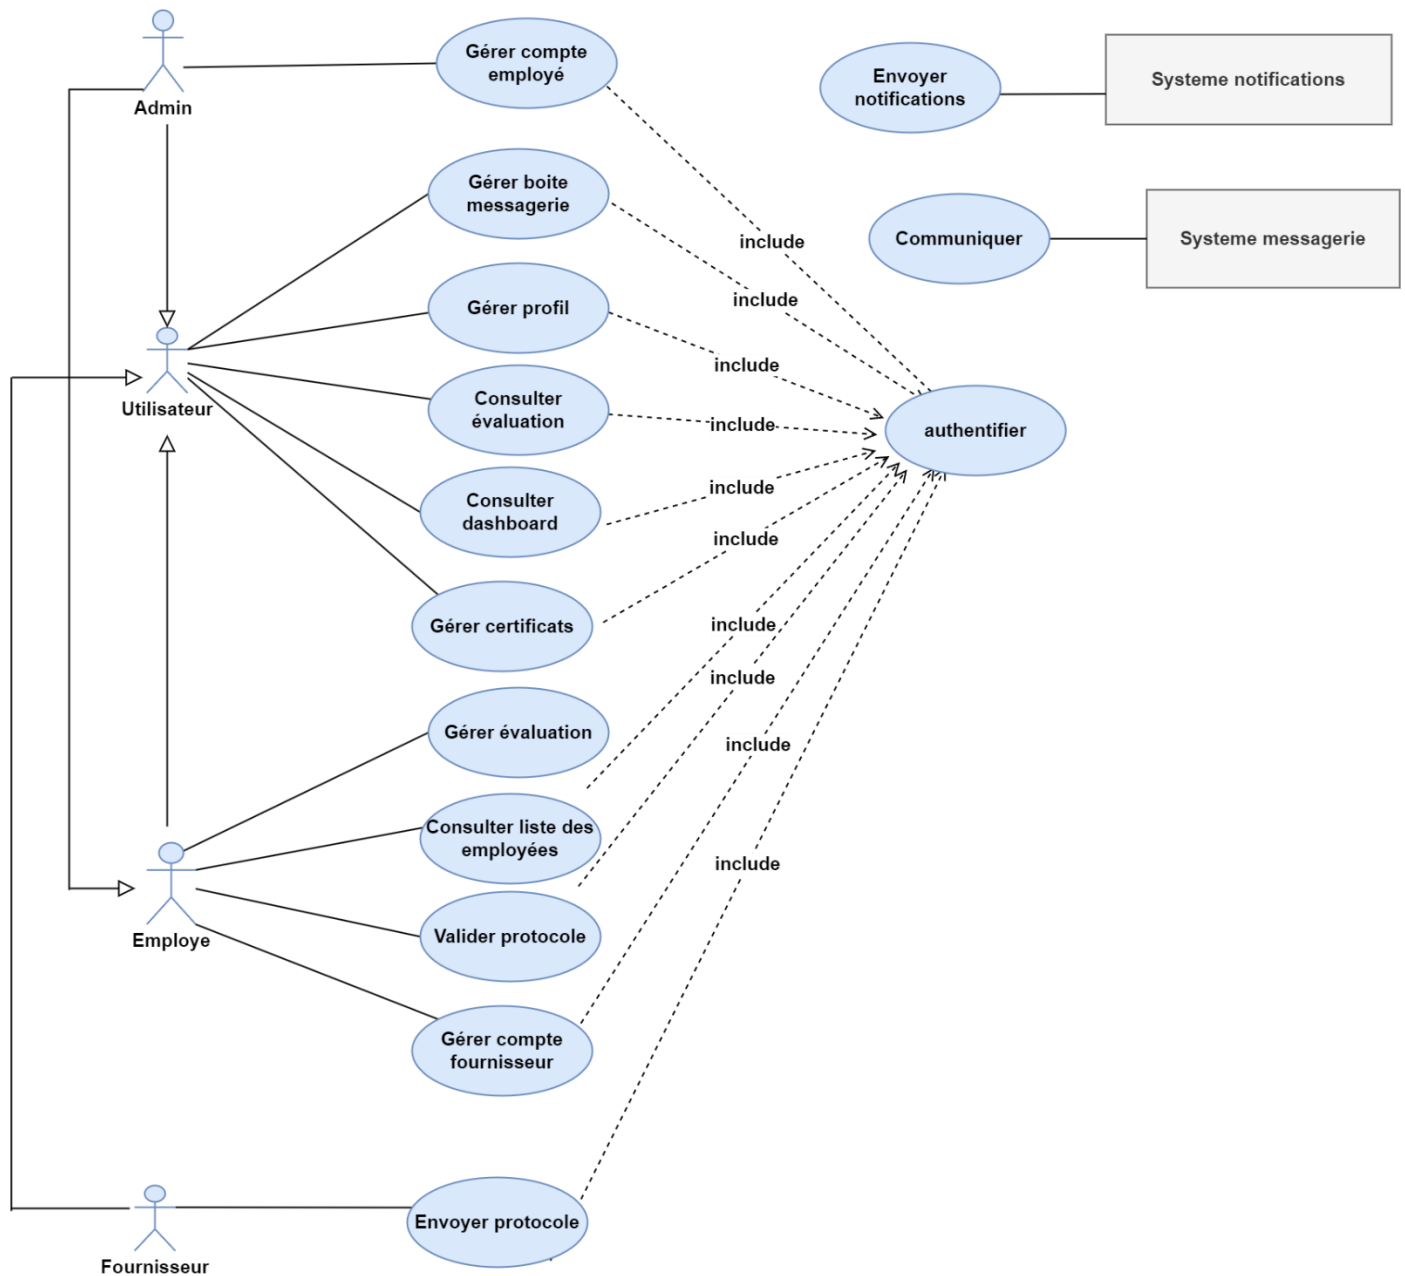 Gérer compte
employé
Envoyer
notifications
Systeme notifications
Admin
Gérer boite
messagerie
include
Communiquer
Systeme messagerie
include
Gérer profil
include
Utilisateur
Consulter
évaluation
include
authentifier
include
Consulter
dashboard
include
Gérer certificats
include
include
Gérer évaluation
include
Consulter liste des
employées
include
Employe
Valider protocole
Gérer compte
fournisseur
Envoyer protocole
Fournisseur